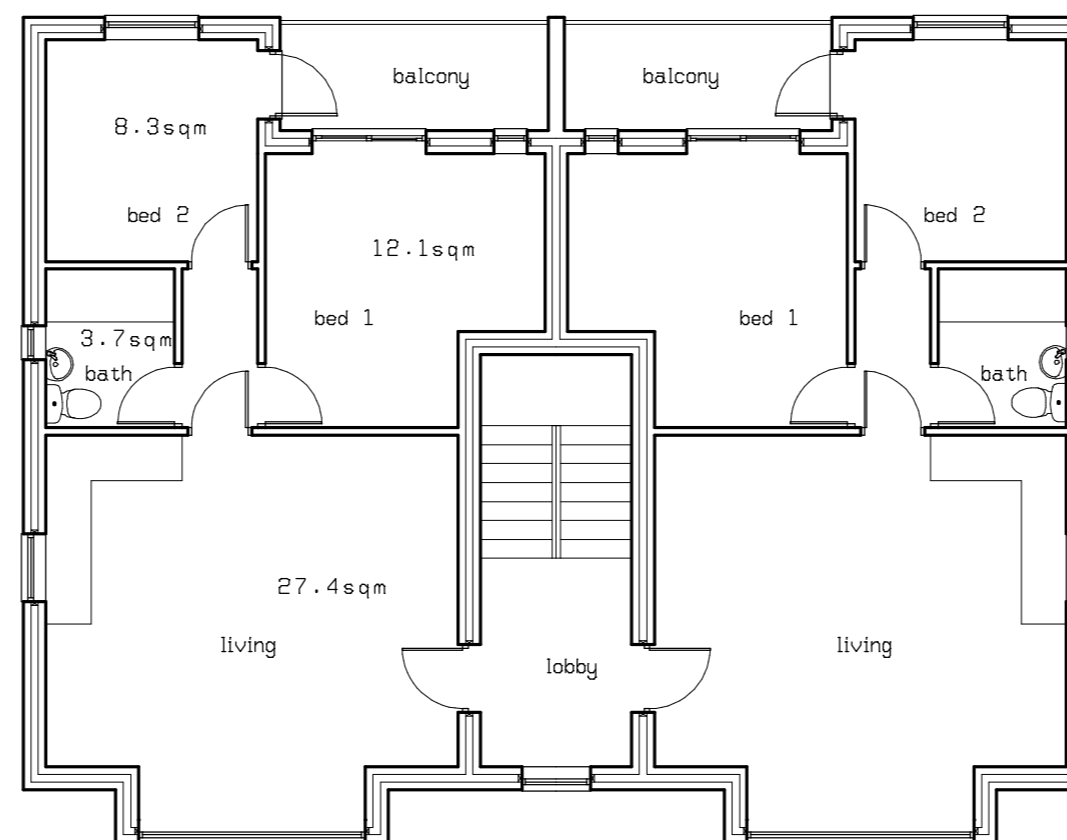 balcony
balcony
8.3sqm
bed 2
bed 2
12.1sqm
bed 1
bed 1
3.7sqm
bath
bath
27.4sqm
living
living
lobby